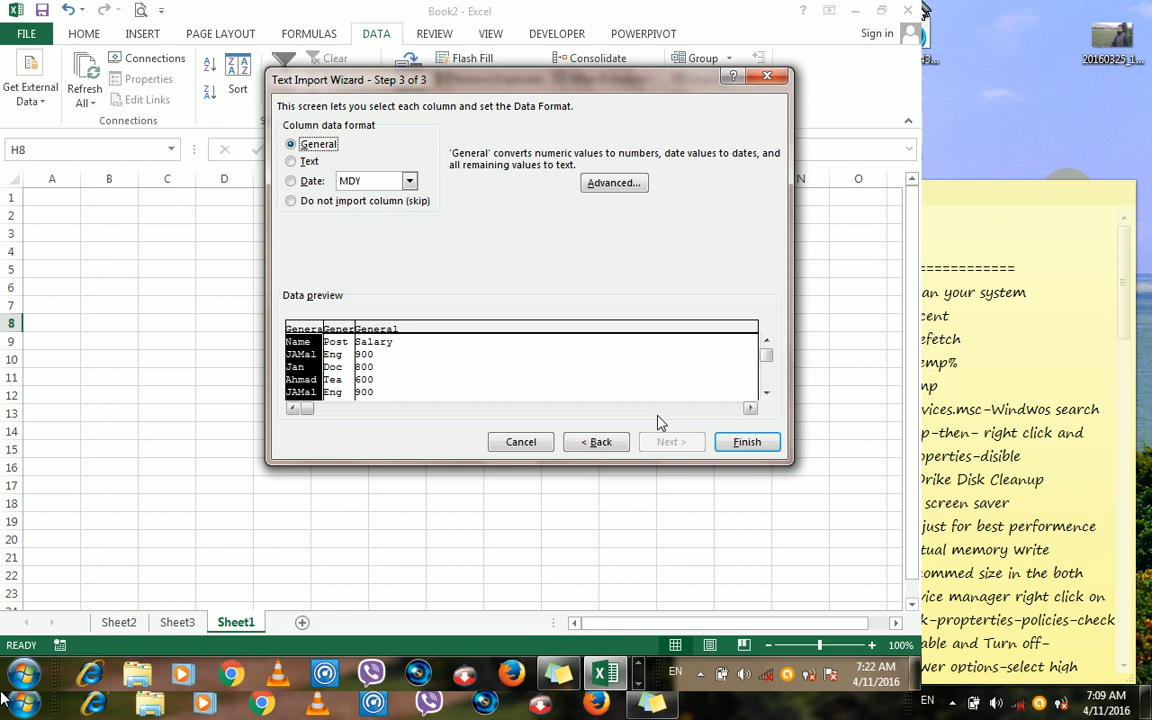 Book2 - Excel
FILE HOME INSERT PAGE LAYOUT FORMULAS DATA REVIEW VIEW DEVELOPER POWERPIVOT Sign in
20160325_1...
Connections Clear Flash Fill Consolidate Group
Get External Data
Refresh All
Properties
Edit Links
Sort
Connections
Text Import Wizard - Step 3 of 3
This screen lets you select each column and set the Data Format.
Column data format
General
Text
Date: MDY
Do not import column (skip)
'General' converts numeric values to numbers, date values to dates, and
all remaining values to text.
Advanced...
Data preview
Genera Gener General
Name Post Salary
JAMal Eng 900
Jan Doc 800
Ahmad Tea 600
JAMal Eng 900
Cancel < Back Next > Finish
H8
A B C D N O
1
2
3
4
5
6
7
8
9
10
11
12
13
14
15
16
17
18
19
20
21
22
23
============
an your system
cent
efetch
emp%
mp
vices.msc-WindWos search
p-then- right click and
operties-disible
Drike Disk Cleanup
screen saver
just for best performence
tual memory write
commed size in the both
vice manager right click on
k-propterties-policies-check
able and Turn off-
wer options-select high
Sheet2 Sheet3 Sheet1
READY 100%
EN 7:22 AM
4/11/2016
EN 7:09 AM
4/11/2016